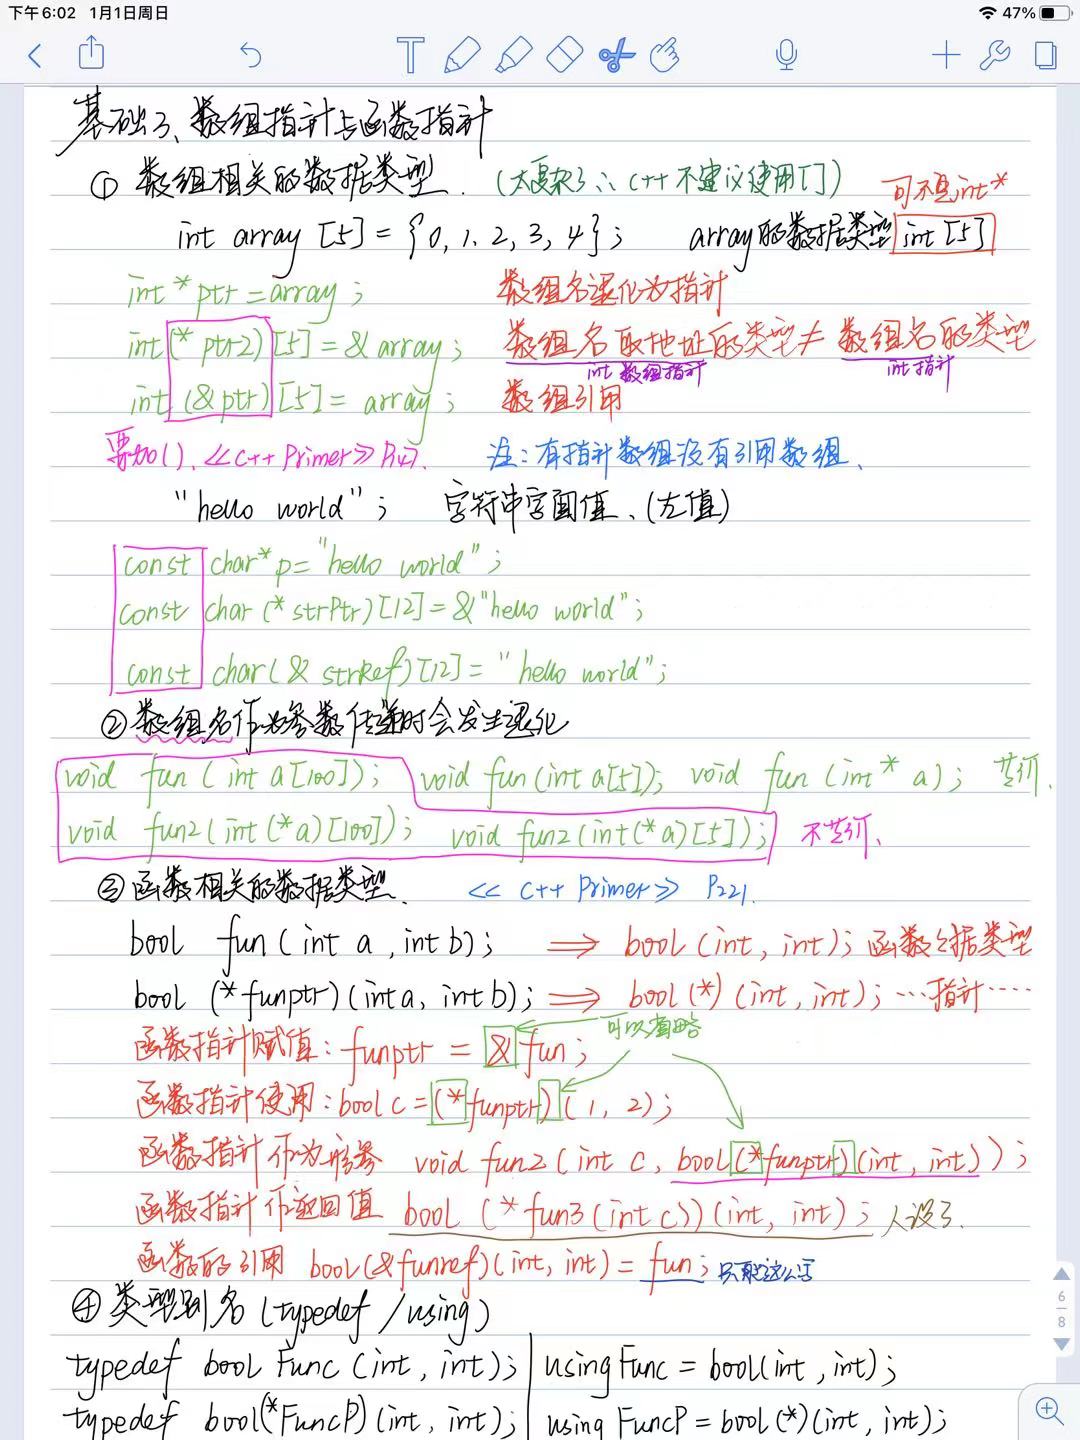 下午6:02 1月1日周日 47%
基础3、数组指针与函数指针
① 数组相关的数据类型. (太复杂了∴C++不建议使用[]) 可不是int*
int array [5] = {0, 1, 2, 3, 4}; array的数据类型 int [5]
int * ptr = array; 数组名退化为指针
int (* ptr2) [5] = & array; 数组名取地址的类型 ≠ 数组名的类型
int 数组指针 int 指针
int (& ptr) [5] = array; 数组引用
要加(). 《C++ Primer》 P147. 注: 有指针数组没有引用数组.
"hello world"; 字符串字面值. (左值)
const char* p = "hello world";
const char (* strPtr) [12] = & "hello world";
const char (& strRef) [12] = "hello world";
② 数组名作为参数传递时会发生退化
void fun (int a [100]); void fun (int a[5]); void fun (int * a); 等价.
void fun2 (int (*a) [100]); void fun2 (int (*a) [5]); 不等价.
③ 函数相关的数据类型. 《C++ Primer》 P221.
bool fun (int a, int b); ⇒ bool (int, int); 函数数据类型
bool (* funptr) (int a, int b); ⇒ bool (*) (int, int); …指针……
可以省略
函数指针赋值: funptr = & fun;
函数指针使用: bool c = (* funptr) (1, 2);
函数指针作为形参 void fun2 (int c, bool (* funptr) (int, int));
函数指针作返回值 bool (* fun3 (int c)) (int, int); 人没了.
函数的引用 bool (& funref) (int, int) = fun; 只能这么写
④ 类型别名 (typedef / using)
typedef bool Func (int, int); | using Func = bool (int, int);
typedef bool (*FuncP) (int, int); | using FuncP = bool (*) (int, int);
6
8